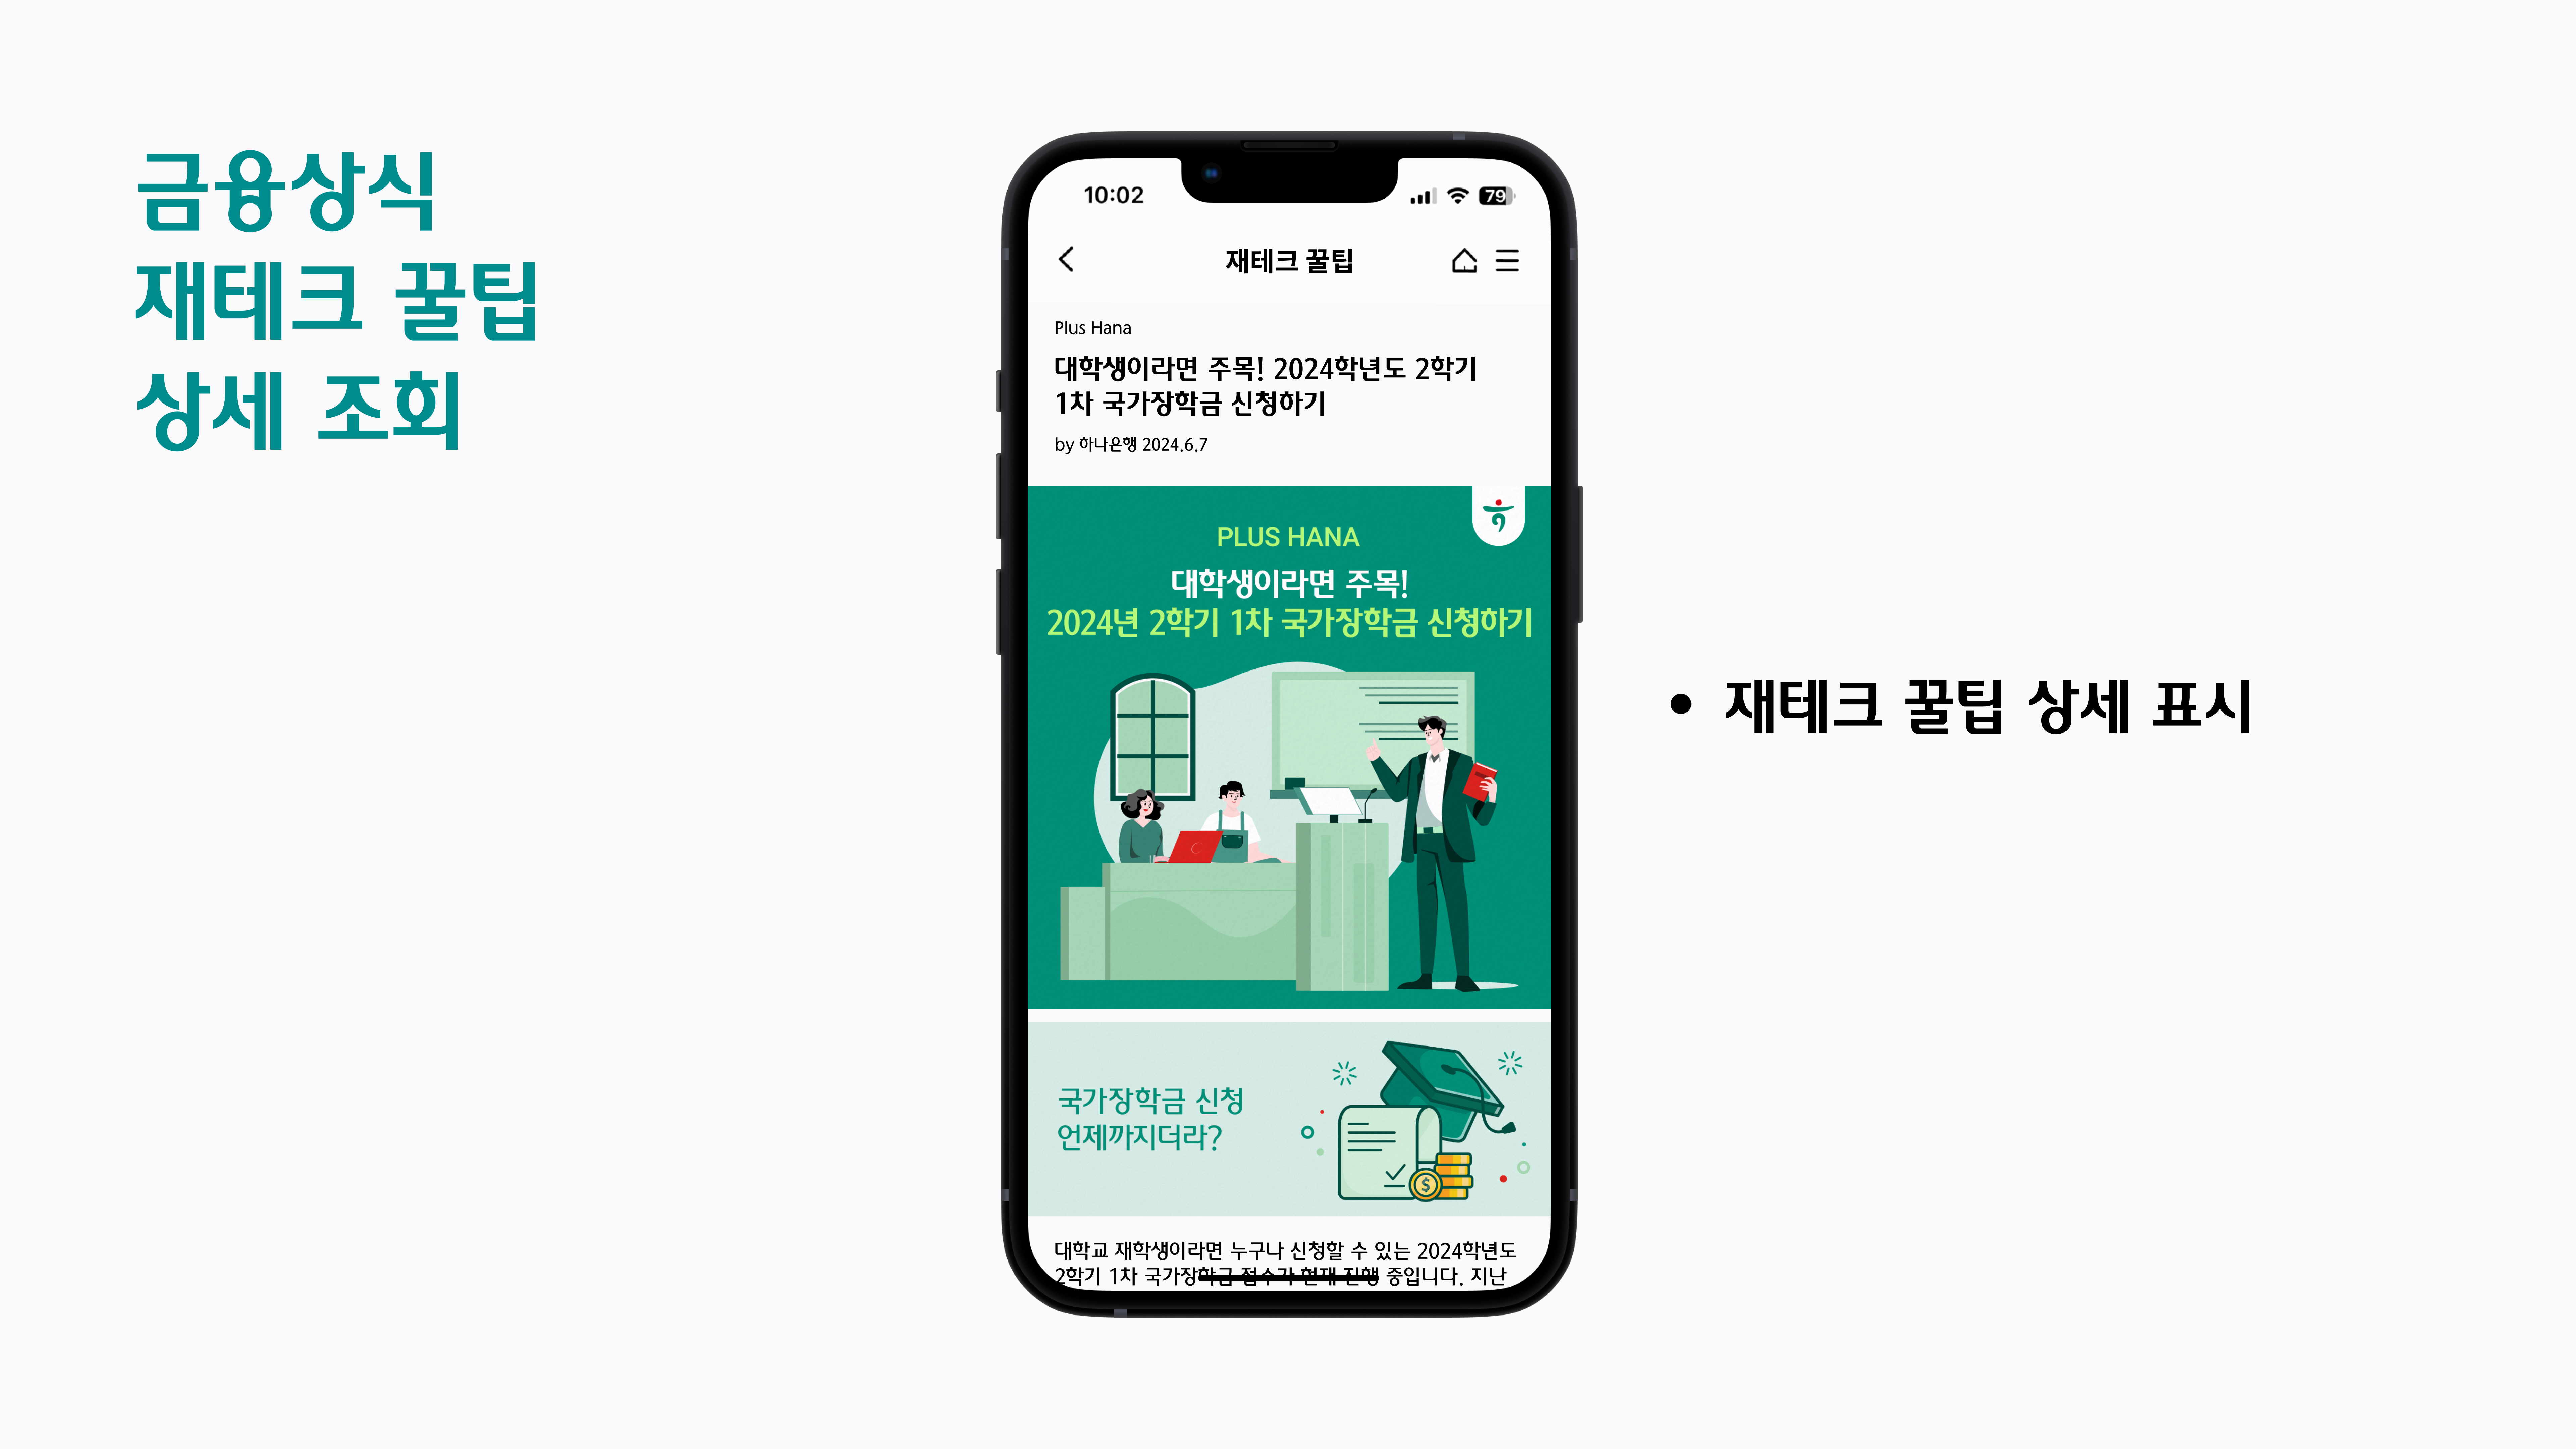 금융상식
재테크 꿀팁
상세 조회
10:02
79
재테크 꿀팁
Plus Hana
대학생이라면 주목! 2024학년도 2학기
1차 국가장학금 신청하기
by 하나은행 2024.6.7
PLUS HANA
대학생이라면 주목!
2024년 2학기 1차 국가장학금 신청하기
국가장학금 신청
언제까지더라?
대학교 재학생이라면 누구나 신청할 수 있는 2024학년도
2학기 1차 국가장학금 접수가 현재 진행 중입니다. 지난
• 재테크 꿀팁 상세 표시